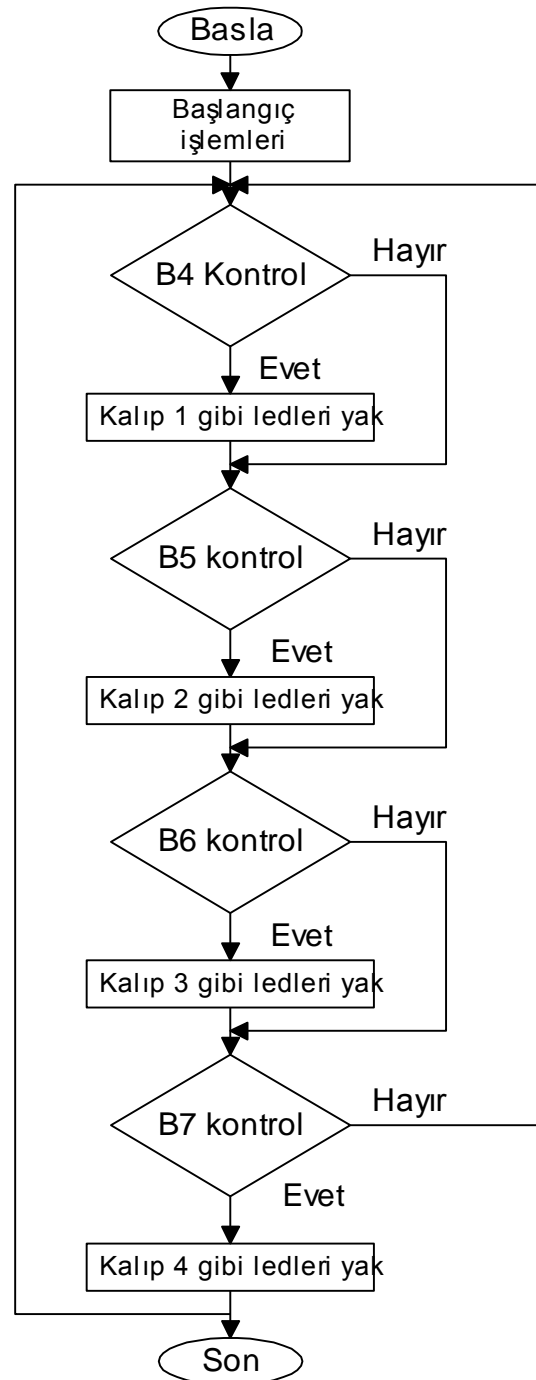 Basla
Başlangıç
işlemleri
B4 Kontrol
Hayır
Evet
Kalıp 1 gibi ledleri yak
B5 kontrol
Hayır
Evet
Kalıp 2 gibi ledleri yak
B6 kontrol
Hayır
Evet
Kalıp 3 gibi ledleri yak
B7 kontrol
Hayır
Evet
Kalıp 4 gibi ledleri yak
Son